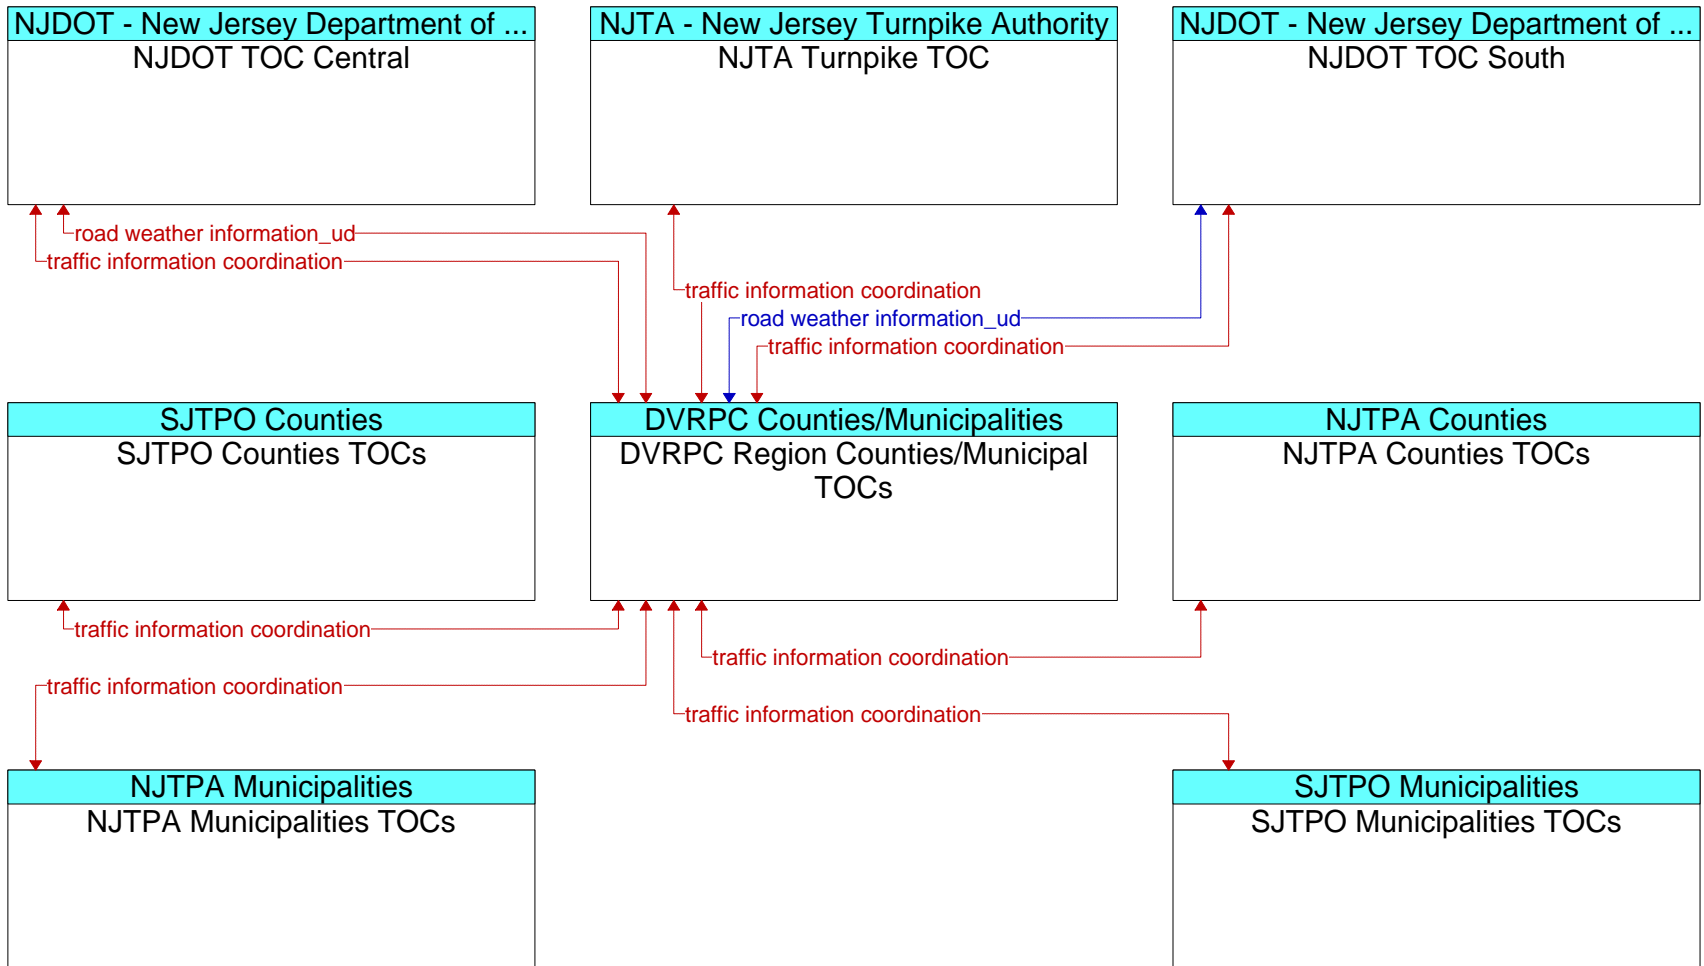 NJDOT - New Jersey Department of ...
NJDOT TOC Central
NJTA - New Jersey Turnpike Authority
NJTA Turnpike TOC
NJDOT - New Jersey Department of ...
NJDOT TOC South
road weather information_ud
traffic information coordination
traffic information coordination
road weather information_ud
traffic information coordination
SJTPO Counties
SJTPO Counties TOCs
DVRPC Counties/Municipalities
DVRPC Region Counties/Municipal
TOCs
NJTPA Counties
NJTPA Counties TOCs
traffic information coordination
traffic information coordination
traffic information coordination
traffic information coordination
NJTPA Municipalities
NJTPA Municipalities TOCs
SJTPO Municipalities
SJTPO Municipalities TOCs